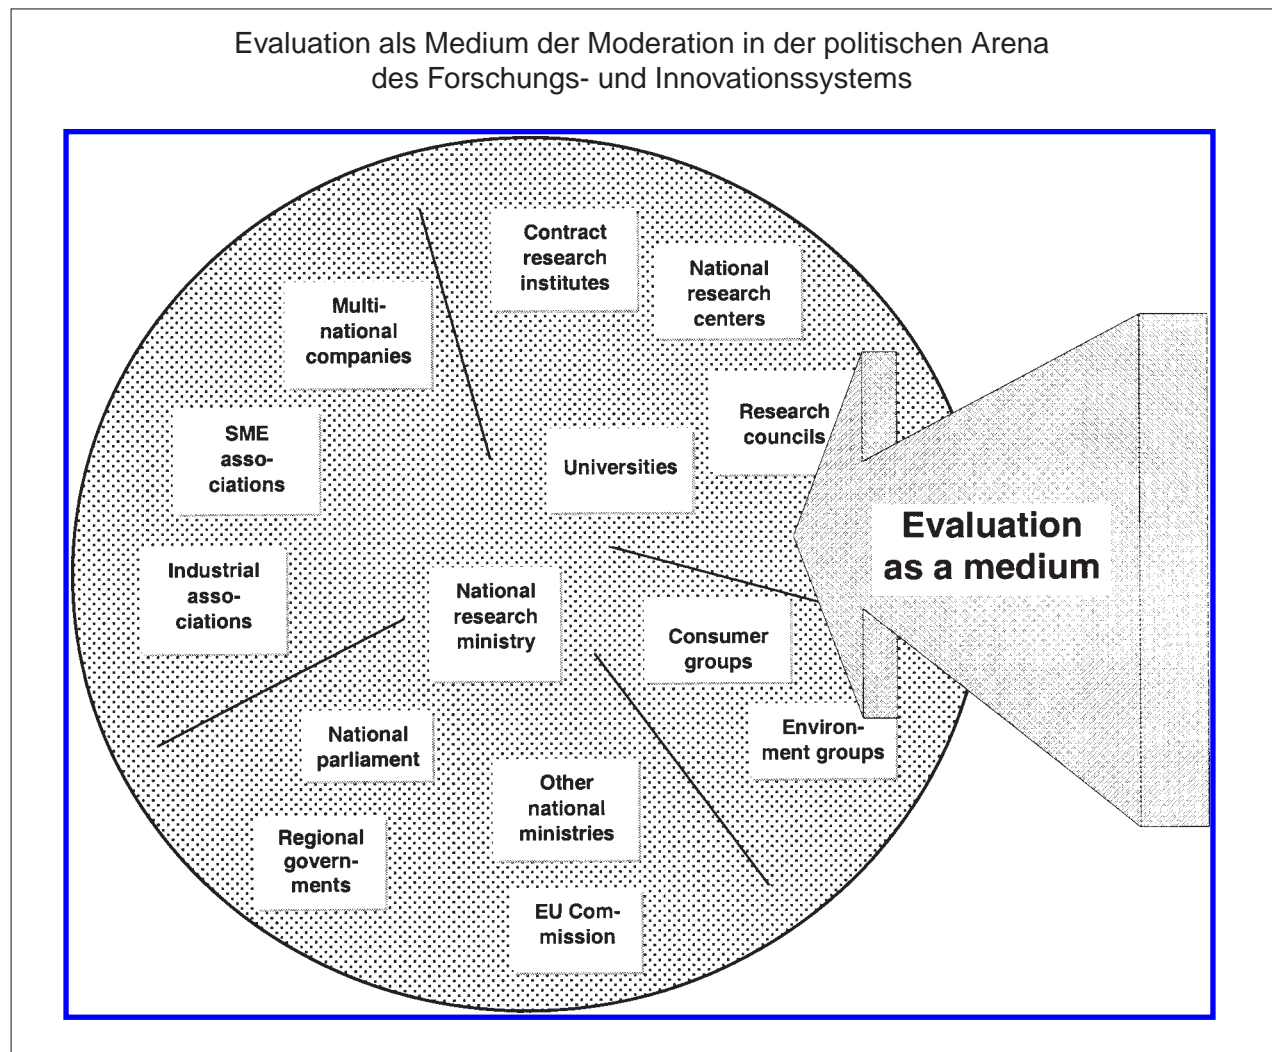 Evaluation als Medium der Moderation in der politischen Arena
des Forschungs- und Innovationssystems
Contract
research
institutes
National
research
centers
Multi-
national
companies
Research
councils
SME
asso-
ciations
Universities
Evaluation
as a medium
Industrial
asso-
ciations
National
research
ministry
Consumer
groups
National
parliament
Environ-
ment groups
Other
national
ministries
Regional
govern-
ments
EU Com-
mission